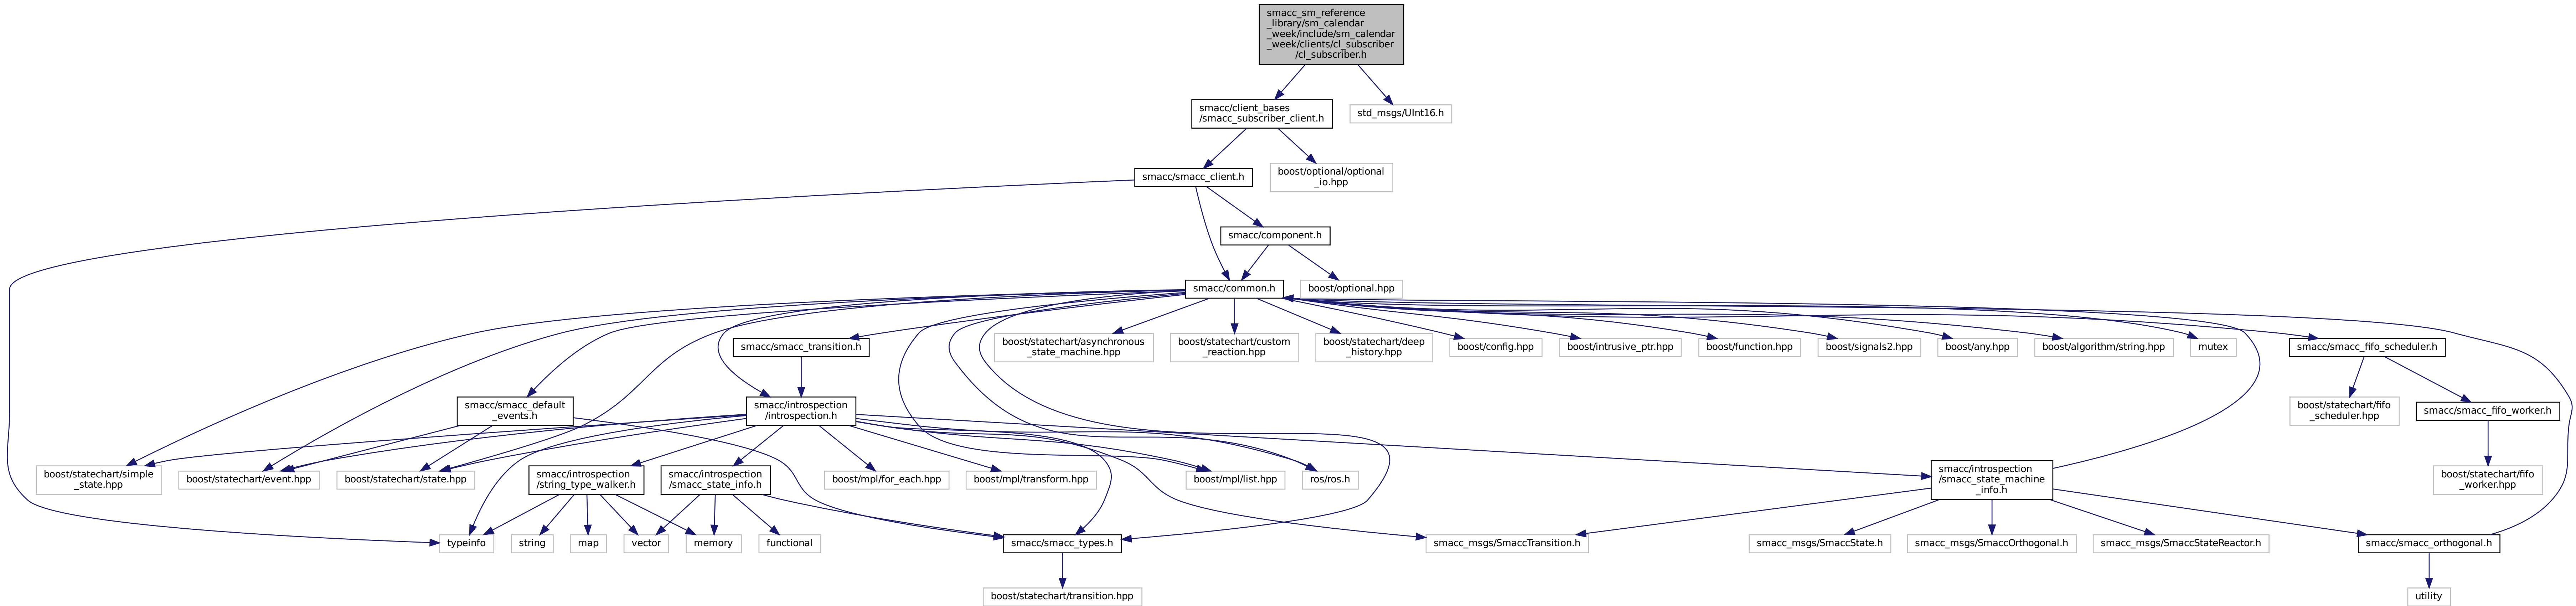 smacc_sm_reference
_library/sm_calendar
_week/include/sm_calendar
_week/clients/cl_subscriber
/cl_subscriber.h
smacc/client_bases
/smacc_subscriber_client.h
std_msgs/UInt16.h
smacc/smacc_client.h
boost/optional/optional
_io.hpp
smacc/component.h
smacc/common.h
boost/optional.hpp
smacc/smacc_transition.h
boost/statechart/asynchronous
_state_machine.hpp
boost/statechart/custom
_reaction.hpp
boost/statechart/deep
_history.hpp
boost/config.hpp
boost/intrusive_ptr.hpp
boost/function.hpp
boost/signals2.hpp
boost/any.hpp
boost/algorithm/string.hpp
mutex
smacc/smacc_fifo_scheduler.h
smacc/smacc_default
_events.h
smacc/introspection
/introspection.h
boost/statechart/fifo
_scheduler.hpp
smacc/smacc_fifo_worker.h
boost/statechart/simple
_state.hpp
boost/statechart/event.hpp
boost/statechart/state.hpp
smacc/introspection
/string_type_walker.h
smacc/introspection
/smacc_state_info.h
boost/mpl/for_each.hpp
boost/mpl/transform.hpp
boost/mpl/list.hpp
ros/ros.h
smacc/introspection
/smacc_state_machine
_info.h
boost/statechart/fifo
_worker.hpp
typeinfo
string
map
vector
memory
functional
smacc/smacc_types.h
smacc_msgs/SmaccTransition.h
smacc_msgs/SmaccState.h
smacc_msgs/SmaccOrthogonal.h
smacc_msgs/SmaccStateReactor.h
smacc/smacc_orthogonal.h
boost/statechart/transition.hpp
utility